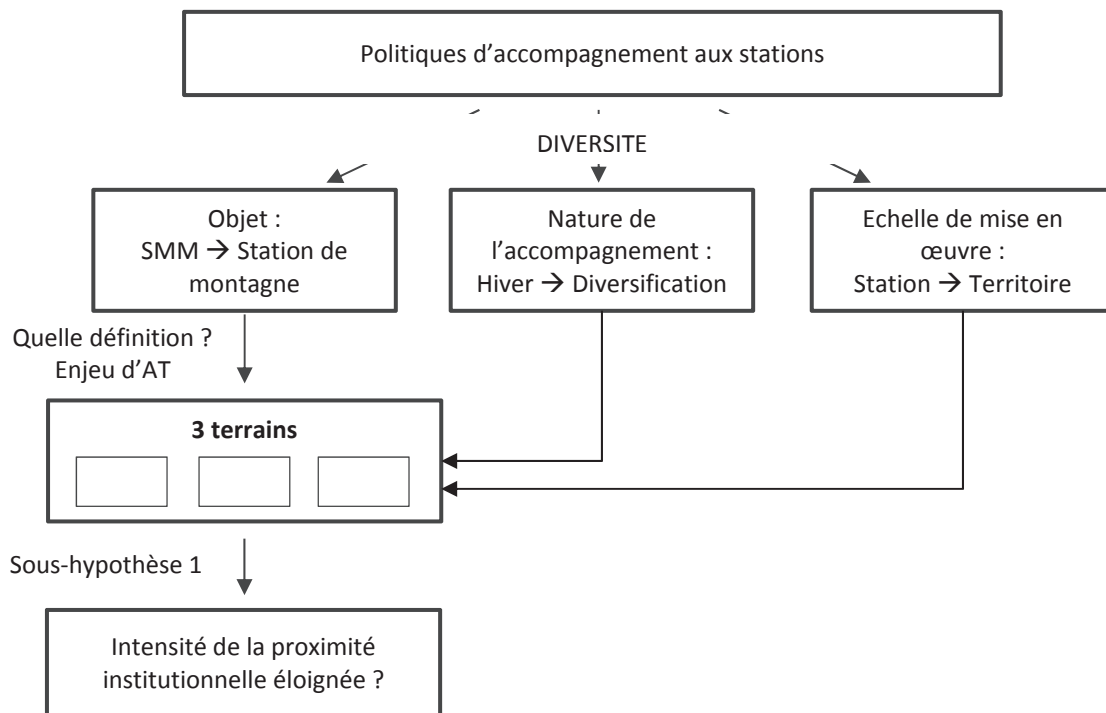 Politiques d’accompagnement aux stations
DIVERSITE
Objet :
SMM → Station de
montagne
Nature de
l’accompagnement :
Hiver → Diversification
Echelle de mise en
œuvre :
Station → Territoire
Quelle définition ?
Enjeu d’AT
3 terrains
Sous-hypothèse 1
Intensité de la proximité
institutionnelle éloignée ?